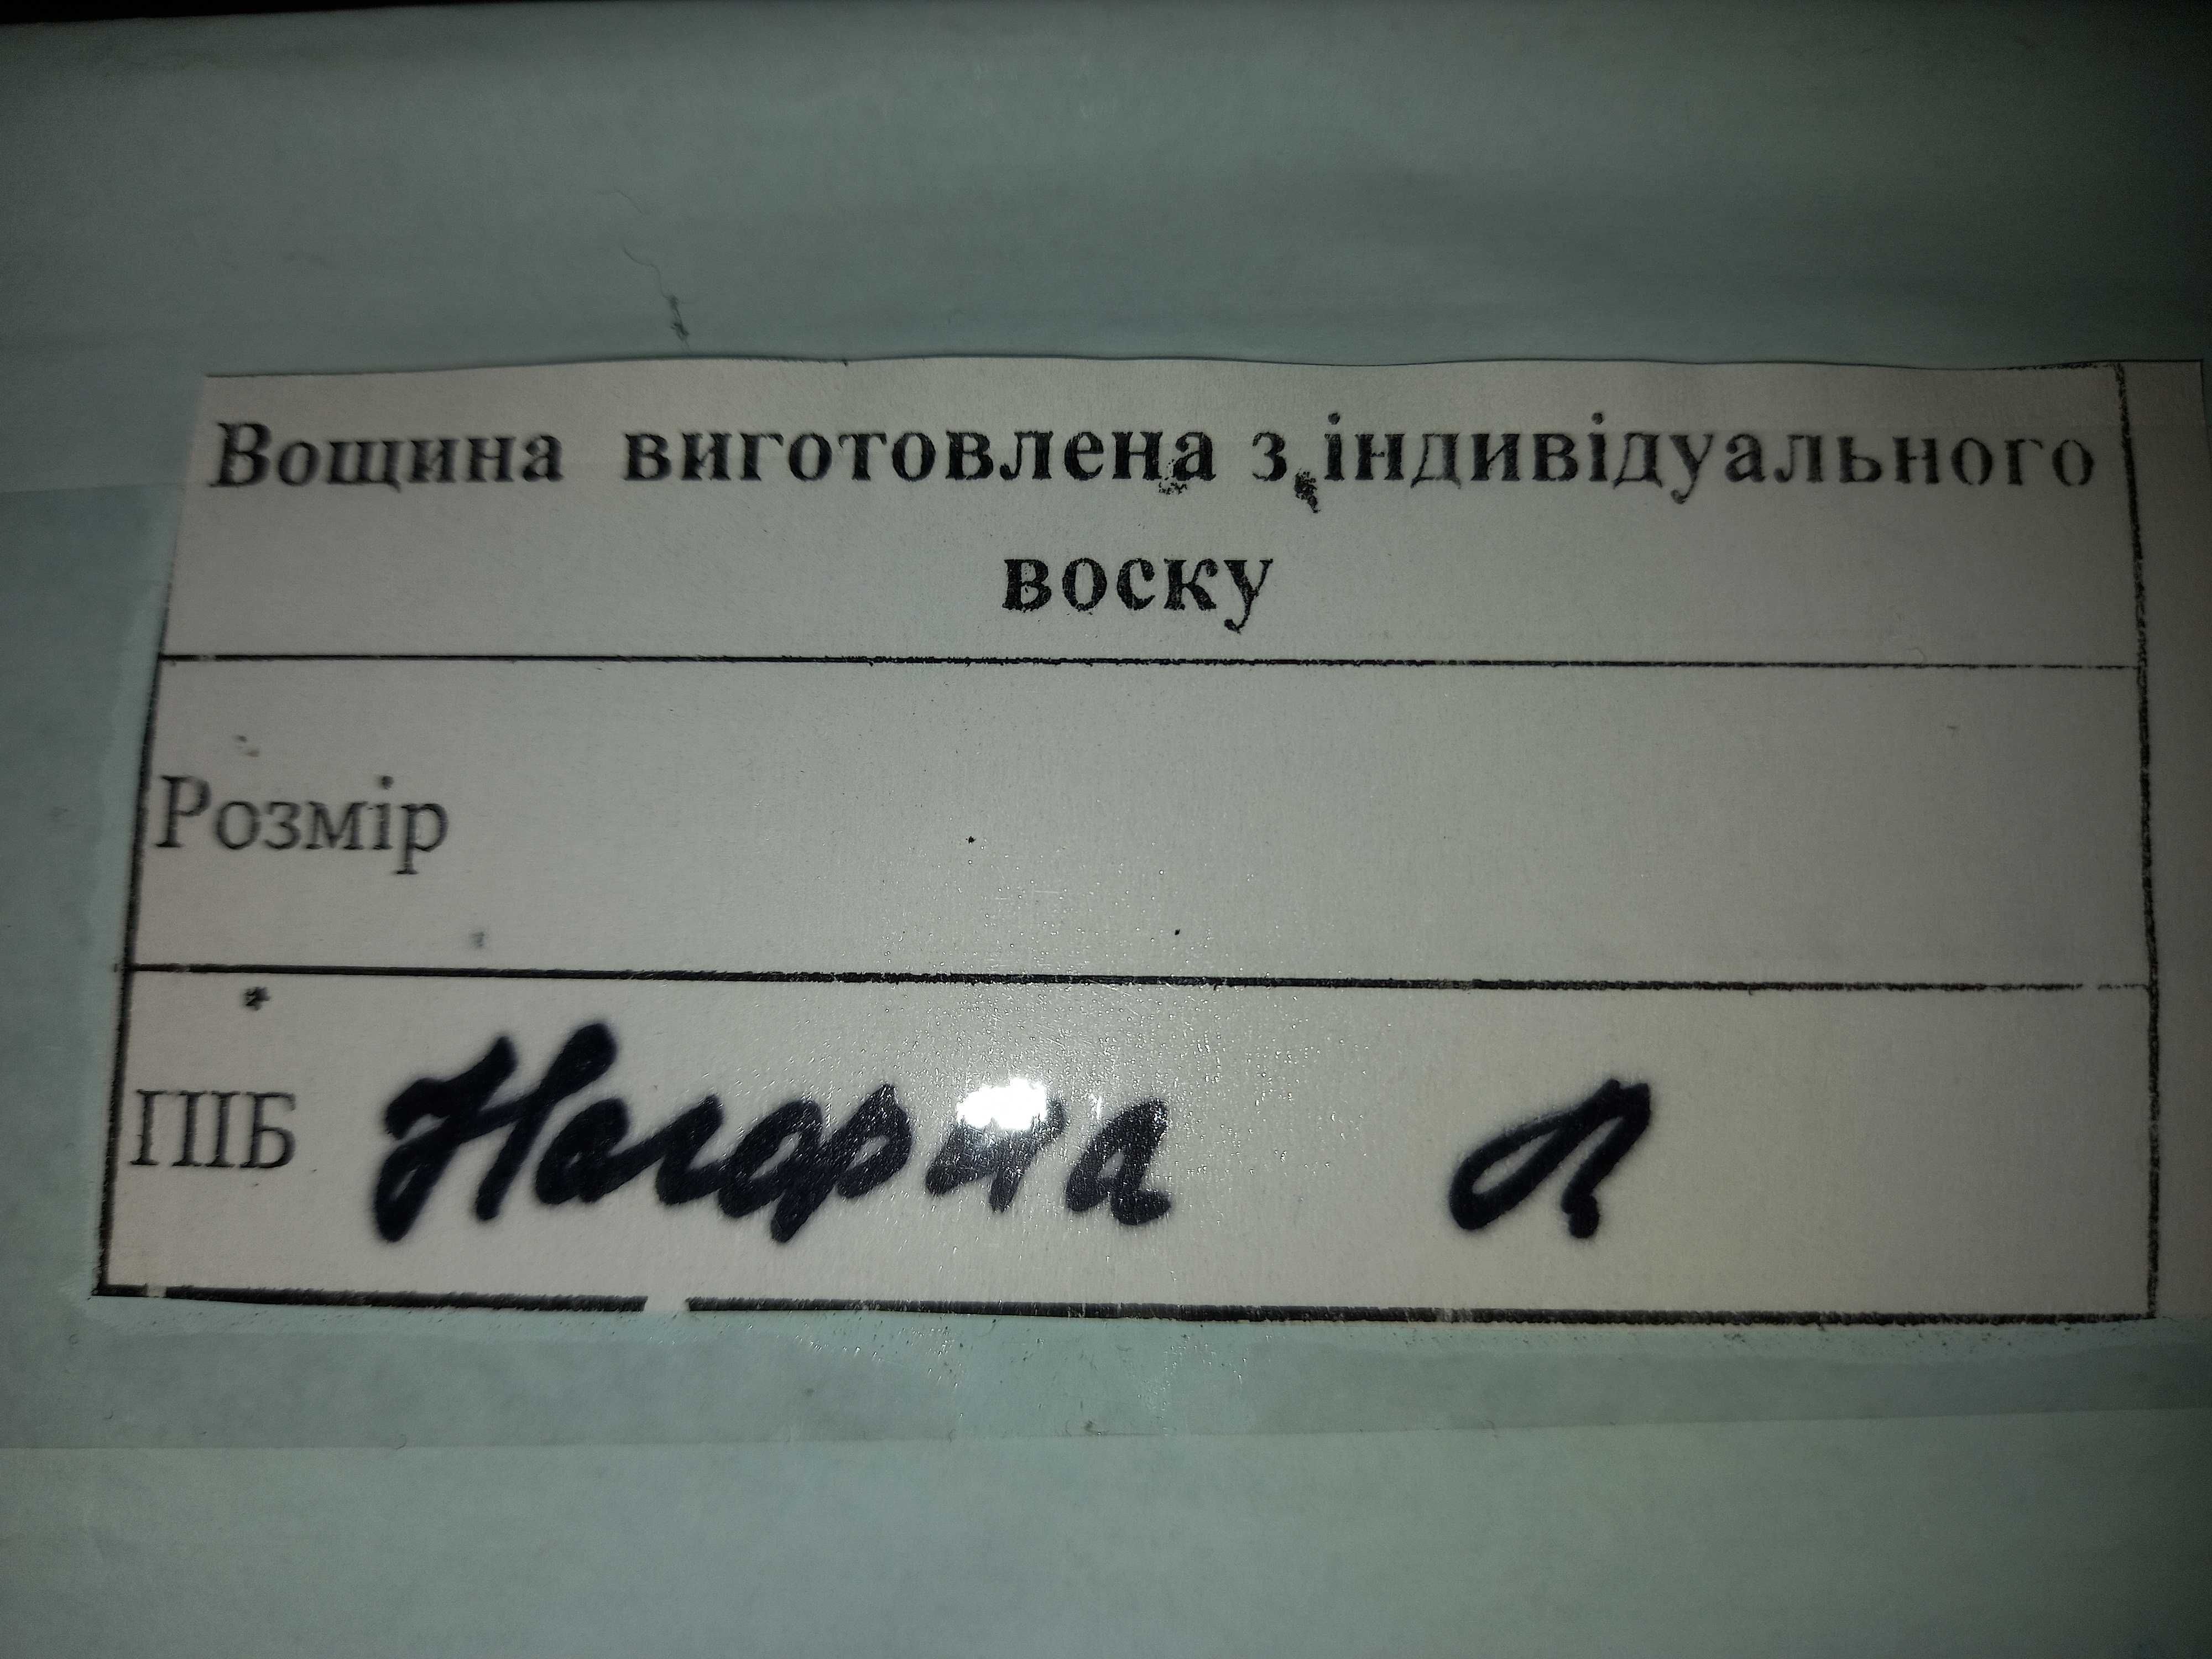 Вощина виготовлена з індивідуального
воску
Розмір
ПІБ Нагорна Л